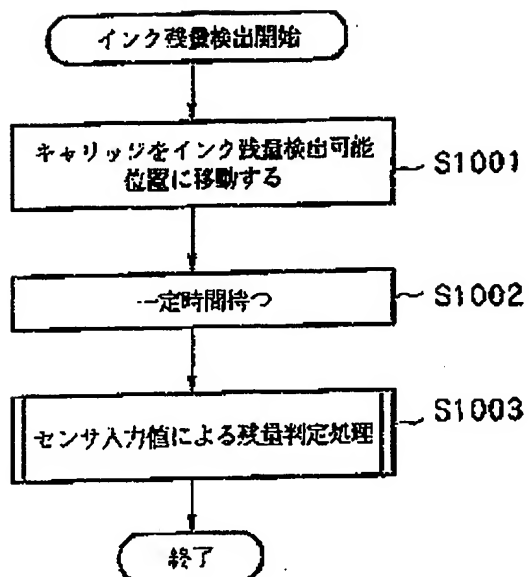 インク残量検出開始
キャリッジをインク残量検出可能
位置に移動する
S1001
一定時間待つ
S1002
センサ入力値による残量判定処理
S1003
終了